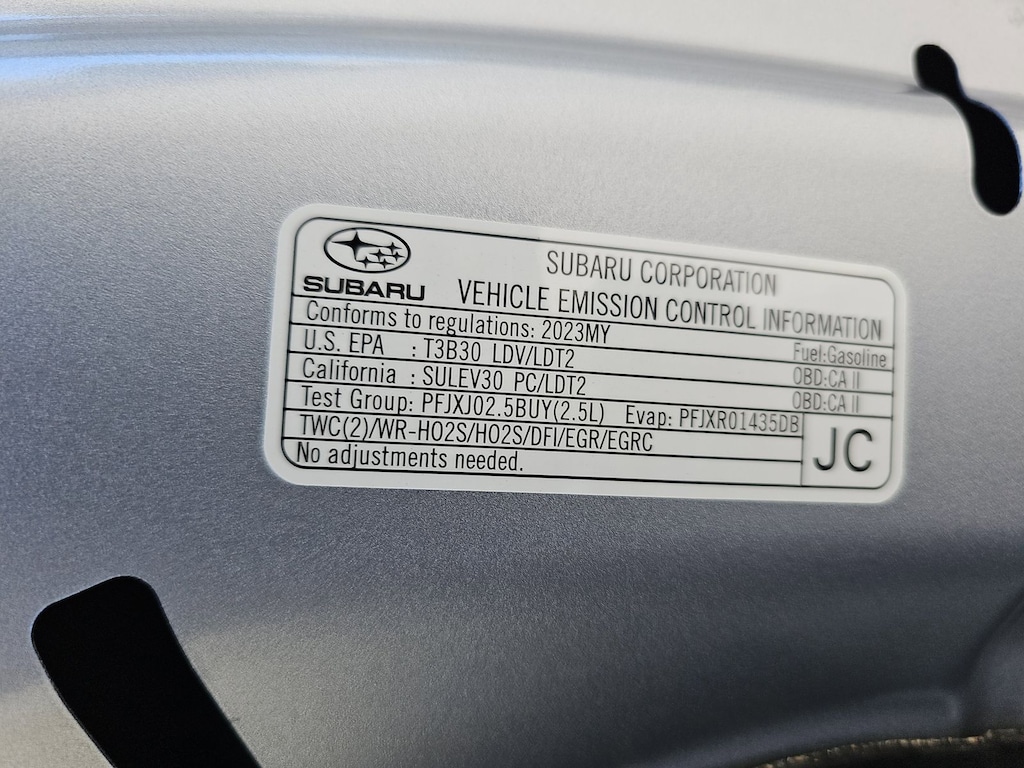 SUBARU
SUBARU CORPORATION
VEHICLE EMISSION CONTROL INFORMATION
Conforms to regulations: 2023MY Fuel:Gasoline
U.S. EPA : T3B30 LDV/LDT2 OBD:CA II
California : SULEV30 PC/LDT2 OBD:CA II
Test Group: PFJXJ02.5BUY(2.5L) Evap: PFJXR01435DB
TWC(2)/WR-HO2S/HO2S/DFI/EGR/EGRC
No adjustments needed.
JC